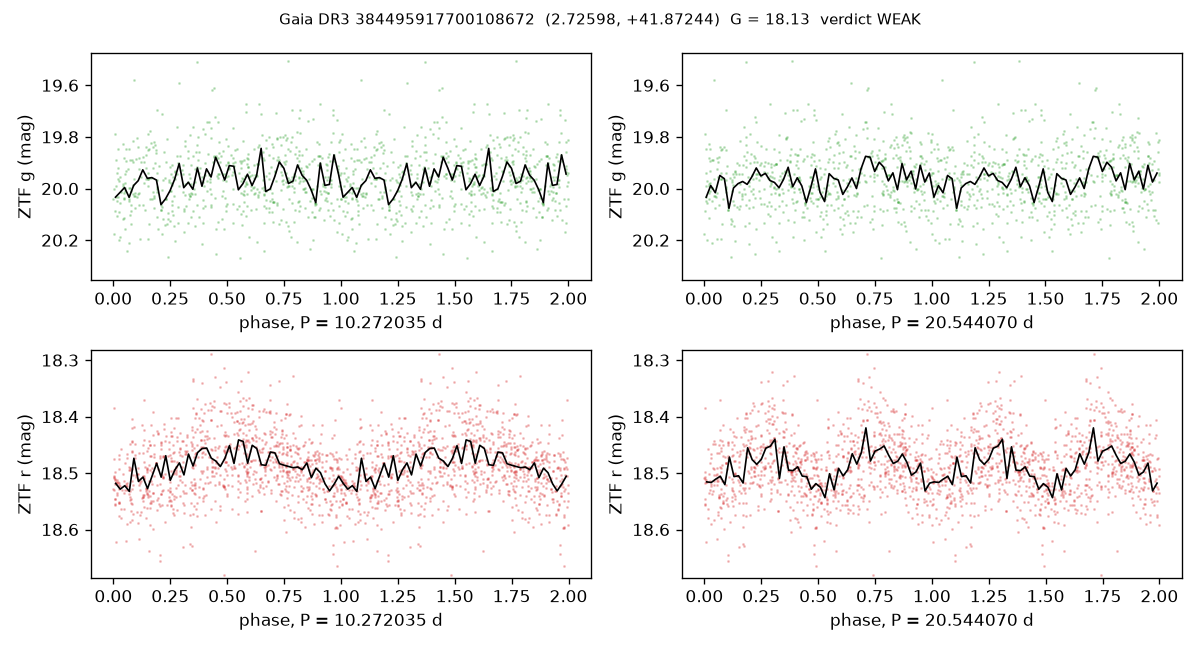 Gaia DR3 384495917700108672  (2.72598, +41.87244)  G = 18.13  verdict WEAK
ZTF g (mag)
19.6
19.8
20.0
20.2
0.00 0.25 0.50 0.75 1.00 1.25 1.50 1.75 2.00
phase, P = 10.272035 d
ZTF g (mag)
19.6
19.8
20.0
20.2
0.00 0.25 0.50 0.75 1.00 1.25 1.50 1.75 2.00
phase, P = 20.544070 d
ZTF r (mag)
18.3
18.4
18.5
18.6
0.00 0.25 0.50 0.75 1.00 1.25 1.50 1.75 2.00
phase, P = 10.272035 d
ZTF r (mag)
18.3
18.4
18.5
18.6
0.00 0.25 0.50 0.75 1.00 1.25 1.50 1.75 2.00
phase, P = 20.544070 d